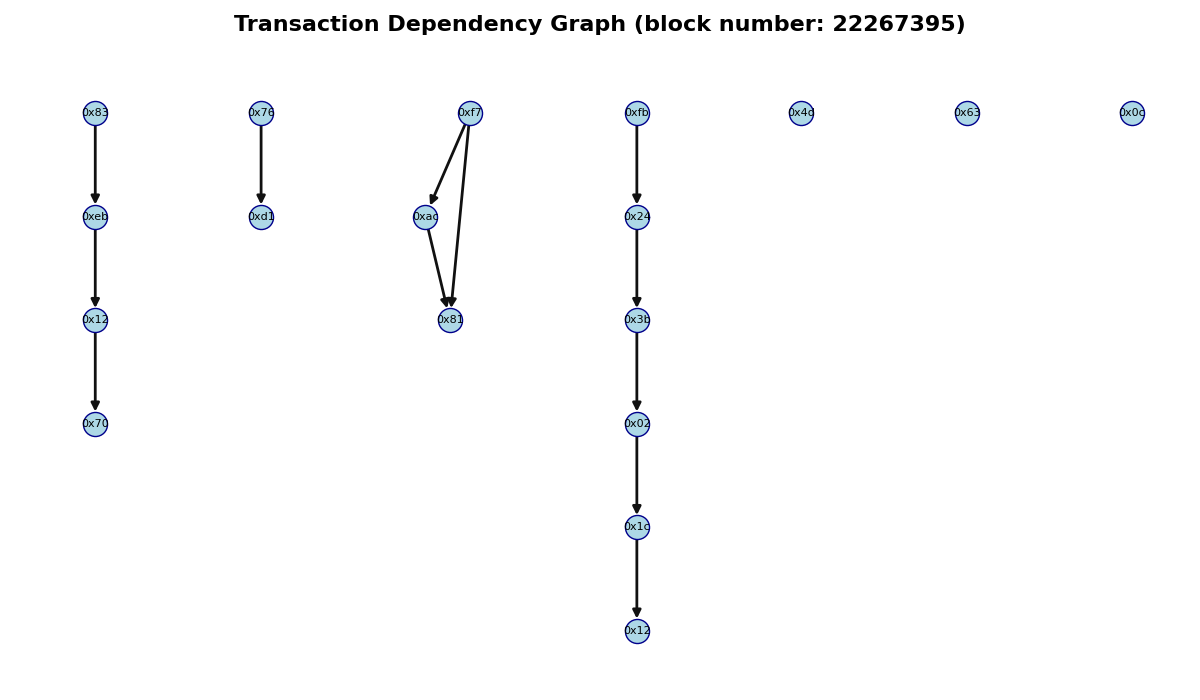 Transaction Dependency Graph (block number: 22267395)
0x83 0x76 0xf7 0xfb 0x4d 0x63 0x0c
0xeb 0xd1 0xac 0x24
0x12 0x81 0x3b
0x70 0x02
0x1c
0x12